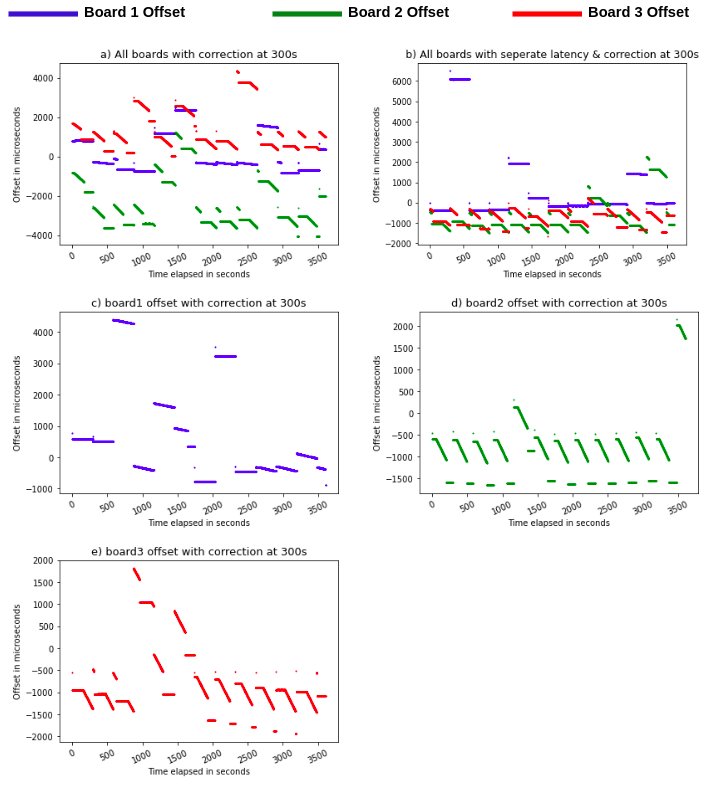 Board 1 Offset Board 2 Offset Board 3 Offset
a) All boards with correction at 300s
Offset in microseconds
4000
2000
0
−2000
−4000
0 500 1000 1500 2000 2500 3000 3500
Time elapsed in seconds
b) All boards with seperate latency & correction at 300s
Offset in microseconds
6000
5000
4000
3000
2000
1000
0
−1000
−2000
0 500 1000 1500 2000 2500 3000 3500
Time elapsed in seconds
c) board1 offset with correction at 300s
Offset in microseconds
4000
3000
2000
1000
0
−1000
0 500 1000 1500 2000 2500 3000 3500
Time elapsed in seconds
d) board2 offset with correction at 300s
Offset in microseconds
2000
1500
1000
500
0
−500
−1000
−1500
0 500 1000 1500 2000 2500 3000 3500
Time elapsed in seconds
e) board3 offset with correction at 300s
Offset in microseconds
2000
1500
1000
500
0
−500
−1000
−1500
−2000
0 500 1000 1500 2000 2500 3000 3500
Time elapsed in seconds